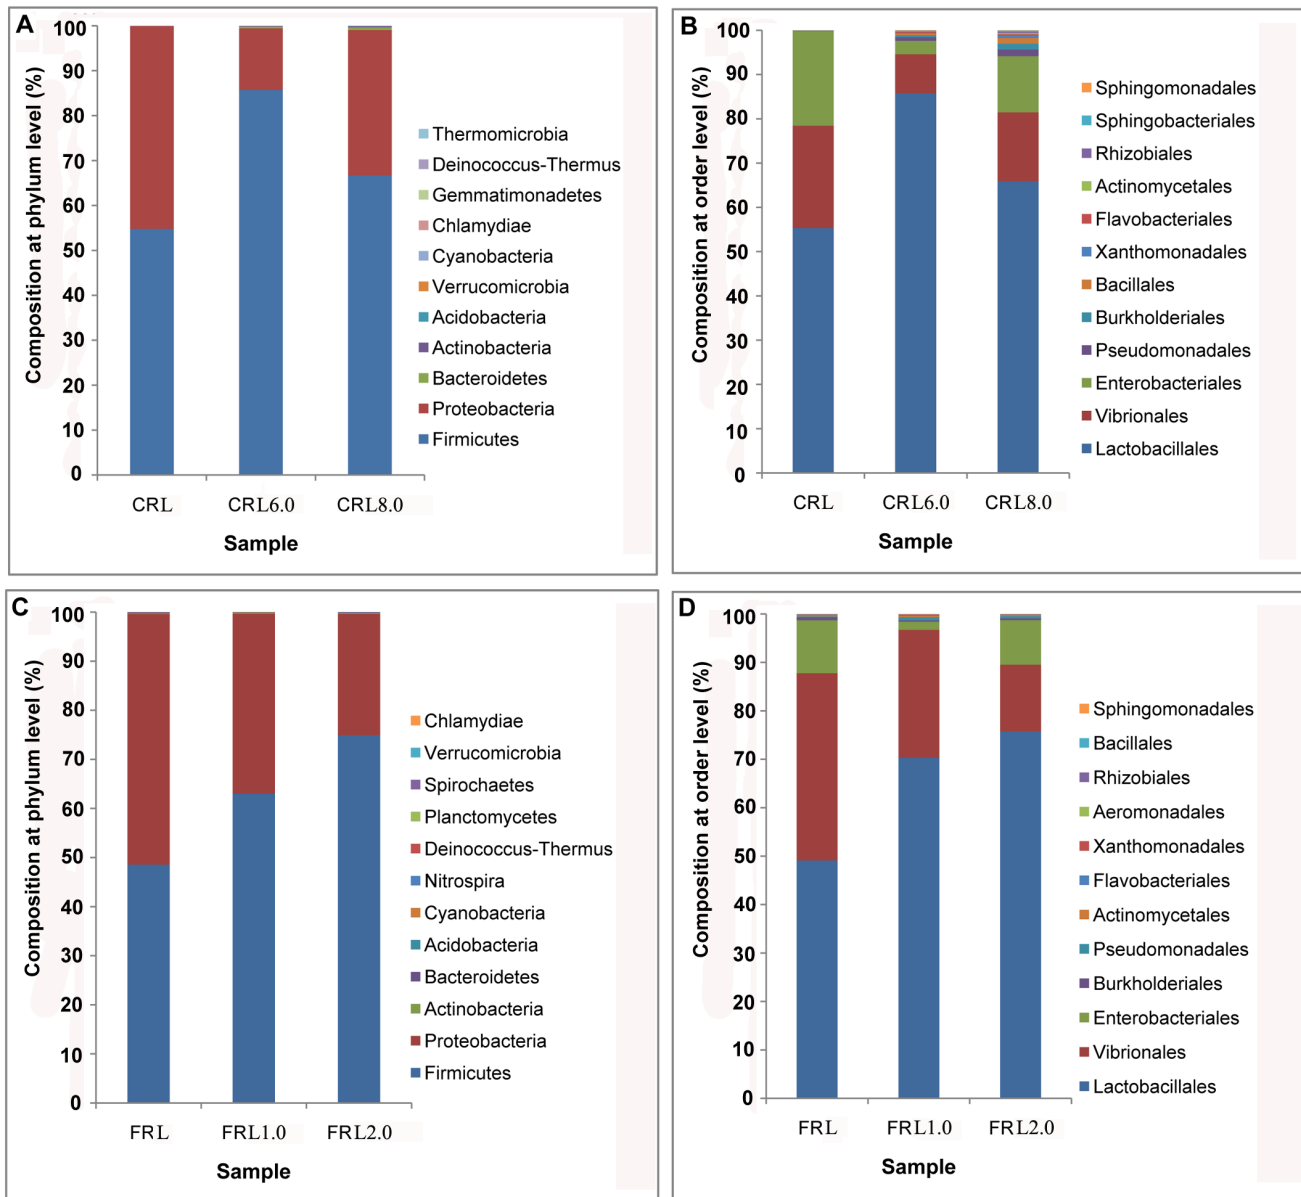 A
Composition at phylum level (%)
100
90
80
70
60
50
40
30
20
10
0
CRL CRL6.0 CRL8.0
Sample
Thermomicrobia
Deinococcus-Thermus
Gemmatimonadetes
Chlamydiae
Cyanobacteria
Verrucomicrobia
Acidobacteria
Actinobacteria
Bacteroidetes
Proteobacteria
Firmicutes
B
Composition at order level (%)
100
90
80
70
60
50
40
30
20
10
0
CRL CRL6.0 CRL8.0
Sample
Sphingomonadales
Sphingobacteriales
Rhizobiales
Actinomycetales
Flavobacteriales
Xanthomonadales
Bacillales
Burkholderiales
Pseudomonadales
Enterobacteriales
Vibrionales
Lactobacillales
C
Composition at phylum level (%)
100
90
80
70
60
50
40
30
20
10
0
FRL FRL1.0 FRL2.0
Sample
Chlamydiae
Verrucomicrobia
Spirochaetes
Planctomycetes
Deinococcus-Thermus
Nitrospira
Cyanobacteria
Acidobacteria
Bacteroidetes
Actinobacteria
Proteobacteria
Firmicutes
D
Composition at order level (%)
100
90
80
70
60
50
40
30
20
10
0
FRL FRL1.0 FRL2.0
Sample
Sphingomonadales
Bacillales
Rhizobiales
Aeromonadales
Xanthomonadales
Flavobacteriales
Actinomycetales
Pseudomonadales
Burkholderiales
Enterobacteriales
Vibrionales
Lactobacillales